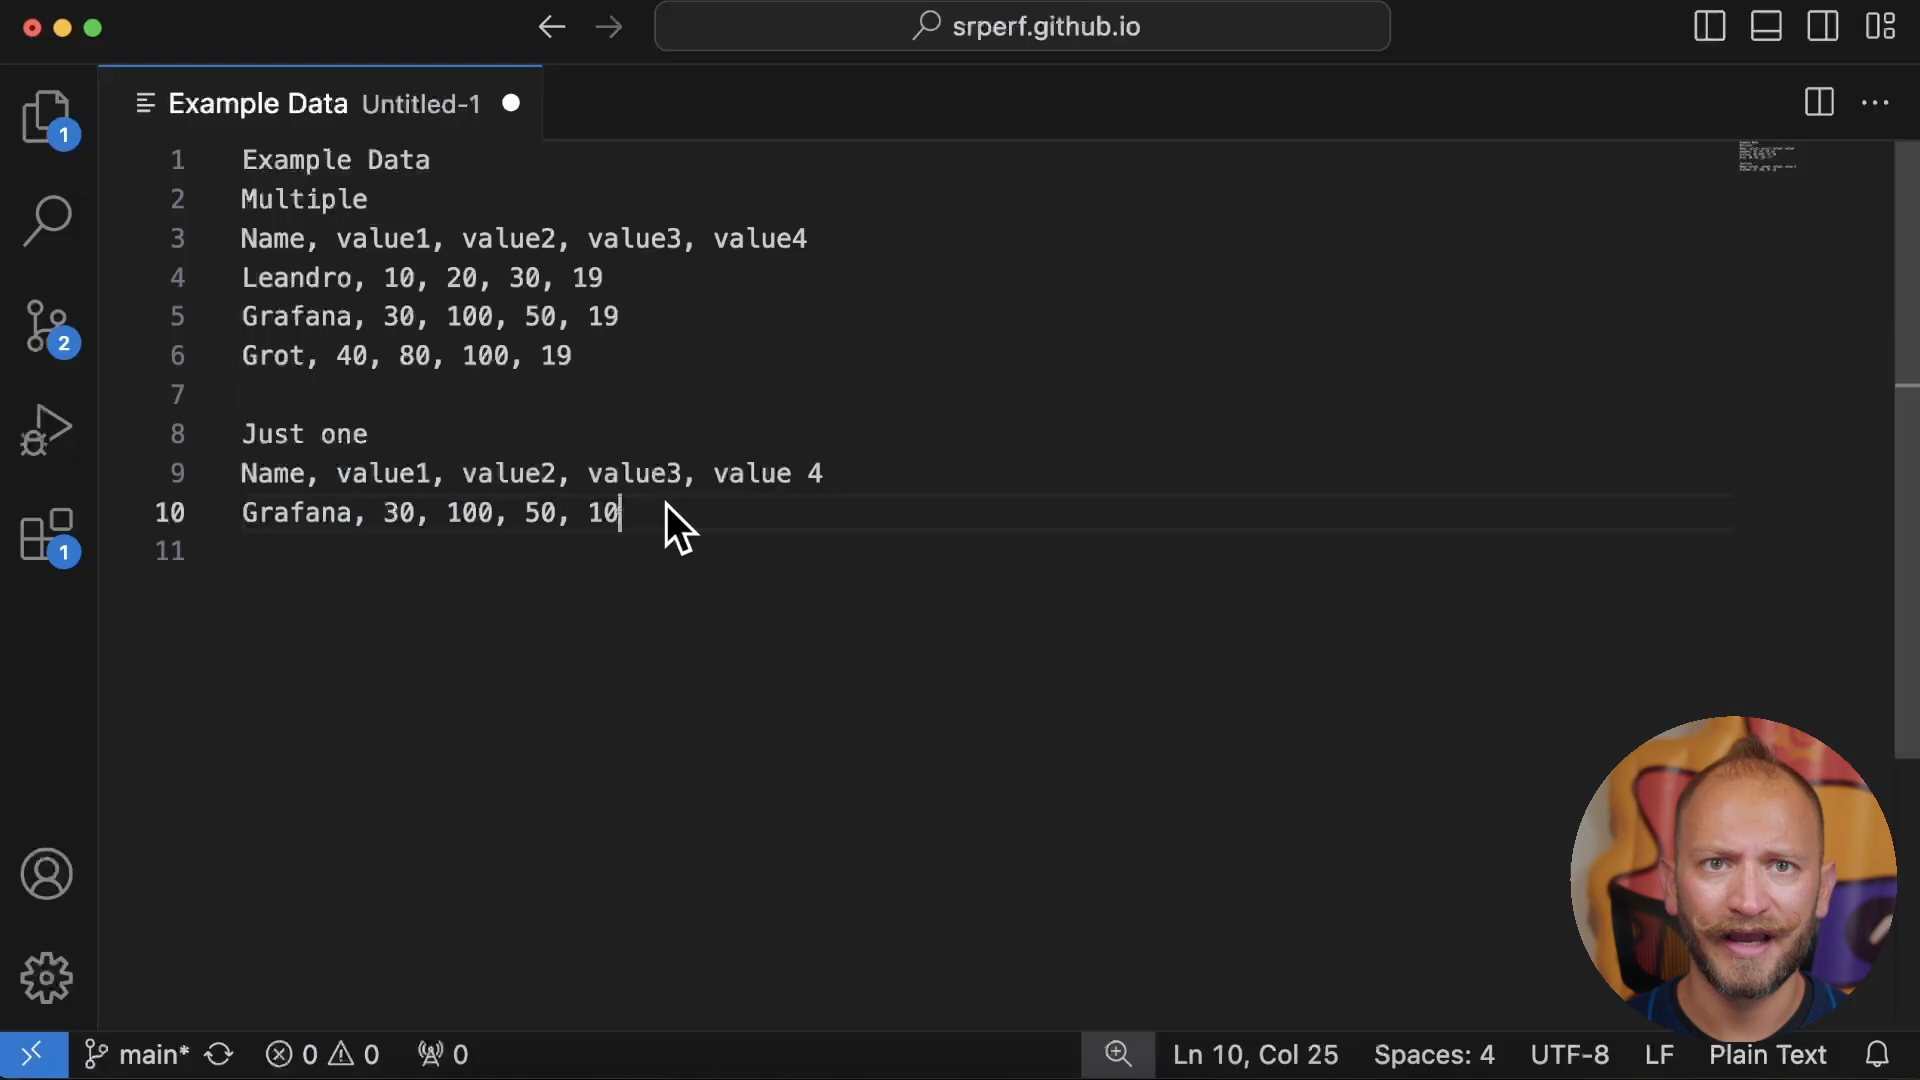 srperf.github.io
Example Data Untitled-1
1
1 Example Data
2 Multiple
3 Name, value1, value2, value3, value4
4 Leandro, 10, 20, 30, 19
5 Grafana, 30, 100, 50, 19
2
6 Grot, 40, 80, 100, 19
7
8 Just one
9 Name, value1, value2, value3, value 4
10 Grafana, 30, 100, 50, 10
1
11
main* 0 0 0 Ln 10, Col 25 Spaces: 4 UTF-8 LF Plain Text